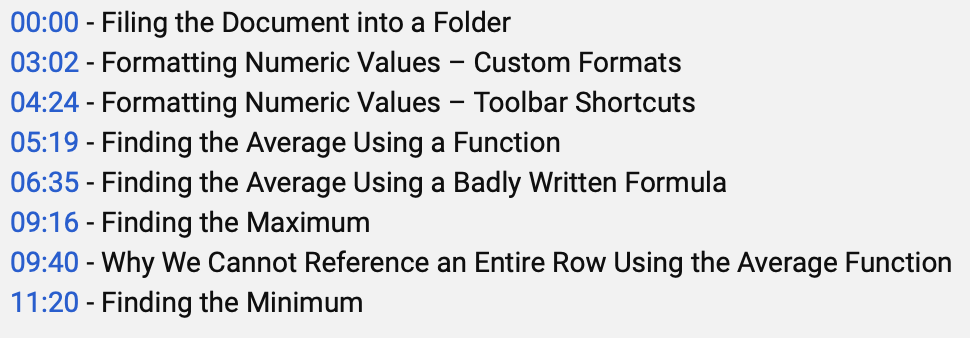 00:00 - Filing the Document into a Folder
03:02 - Formatting Numeric Values – Custom Formats
04:24 - Formatting Numeric Values – Toolbar Shortcuts
05:19 - Finding the Average Using a Function
06:35 - Finding the Average Using a Badly Written Formula
09:16 - Finding the Maximum
09:40 - Why We Cannot Reference an Entire Row Using the Average Function
11:20 - Finding the Minimum